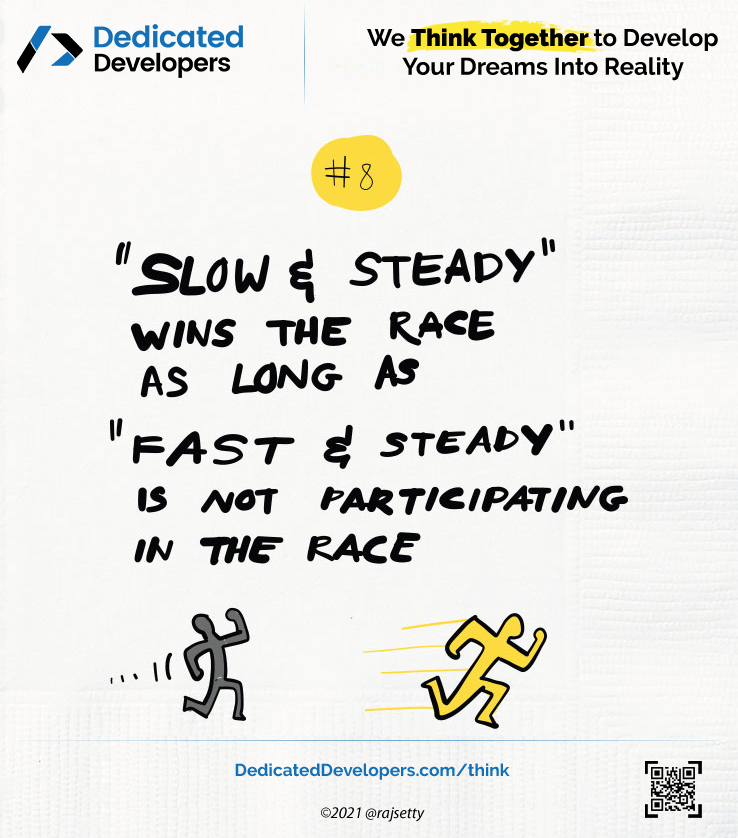 Dedicated
Developers
We Think Together to Develop
Your Dreams Into Reality
#8
"SLOW & STEADY"
WINS THE RACE
AS LONG AS
"FAST & STEADY"
IS NOT PARTICIPATING
IN THE RACE
DedicatedDevelopers.com/think
©2021 @rajsetty